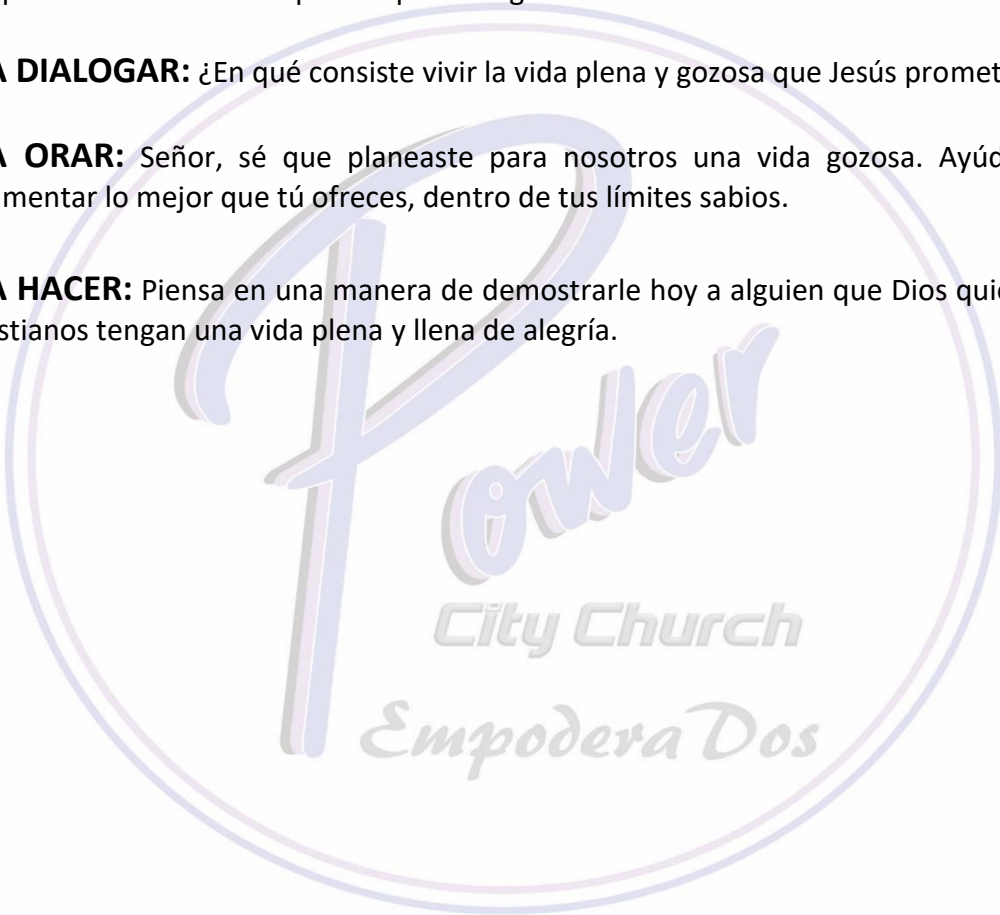 A DIALOGAR: ¿En qué consiste vivir la vida plena y gozosa que Jesús promet
A ORAR: Señor, sé que planeaste para nosotros una vida gozosa. Ayúd
mentar lo mejor que tú ofreces, dentro de tus límites sabios.
A HACER: Piensa en una manera de demostrarle hoy a alguien que Dios quie
stianos tengan una vida plena y llena de alegría.
Power
City Church
EmpoderaDos